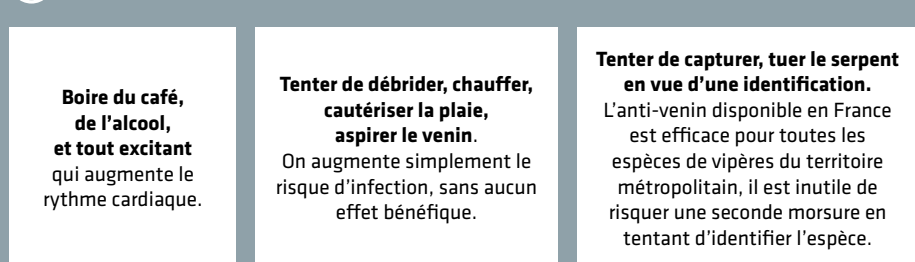 Boire du café,
de l'alcool,
et tout excitant
qui augmente le
rythme cardiaque.
Tenter de débrider, chauffer,
cautériser la plaie,
aspirer le venin.
On augmente simplement le
risque d'infection, sans aucun
effet bénéfique.
Tenter de capturer, tuer le serpent
en vue d'une identification.
L'anti-venin disponible en France
est efficace pour toutes les
espèces de vipères du territoire
métropolitain, il est inutile de
risquer une seconde morsure en
tentant d'identifier l'espèce.